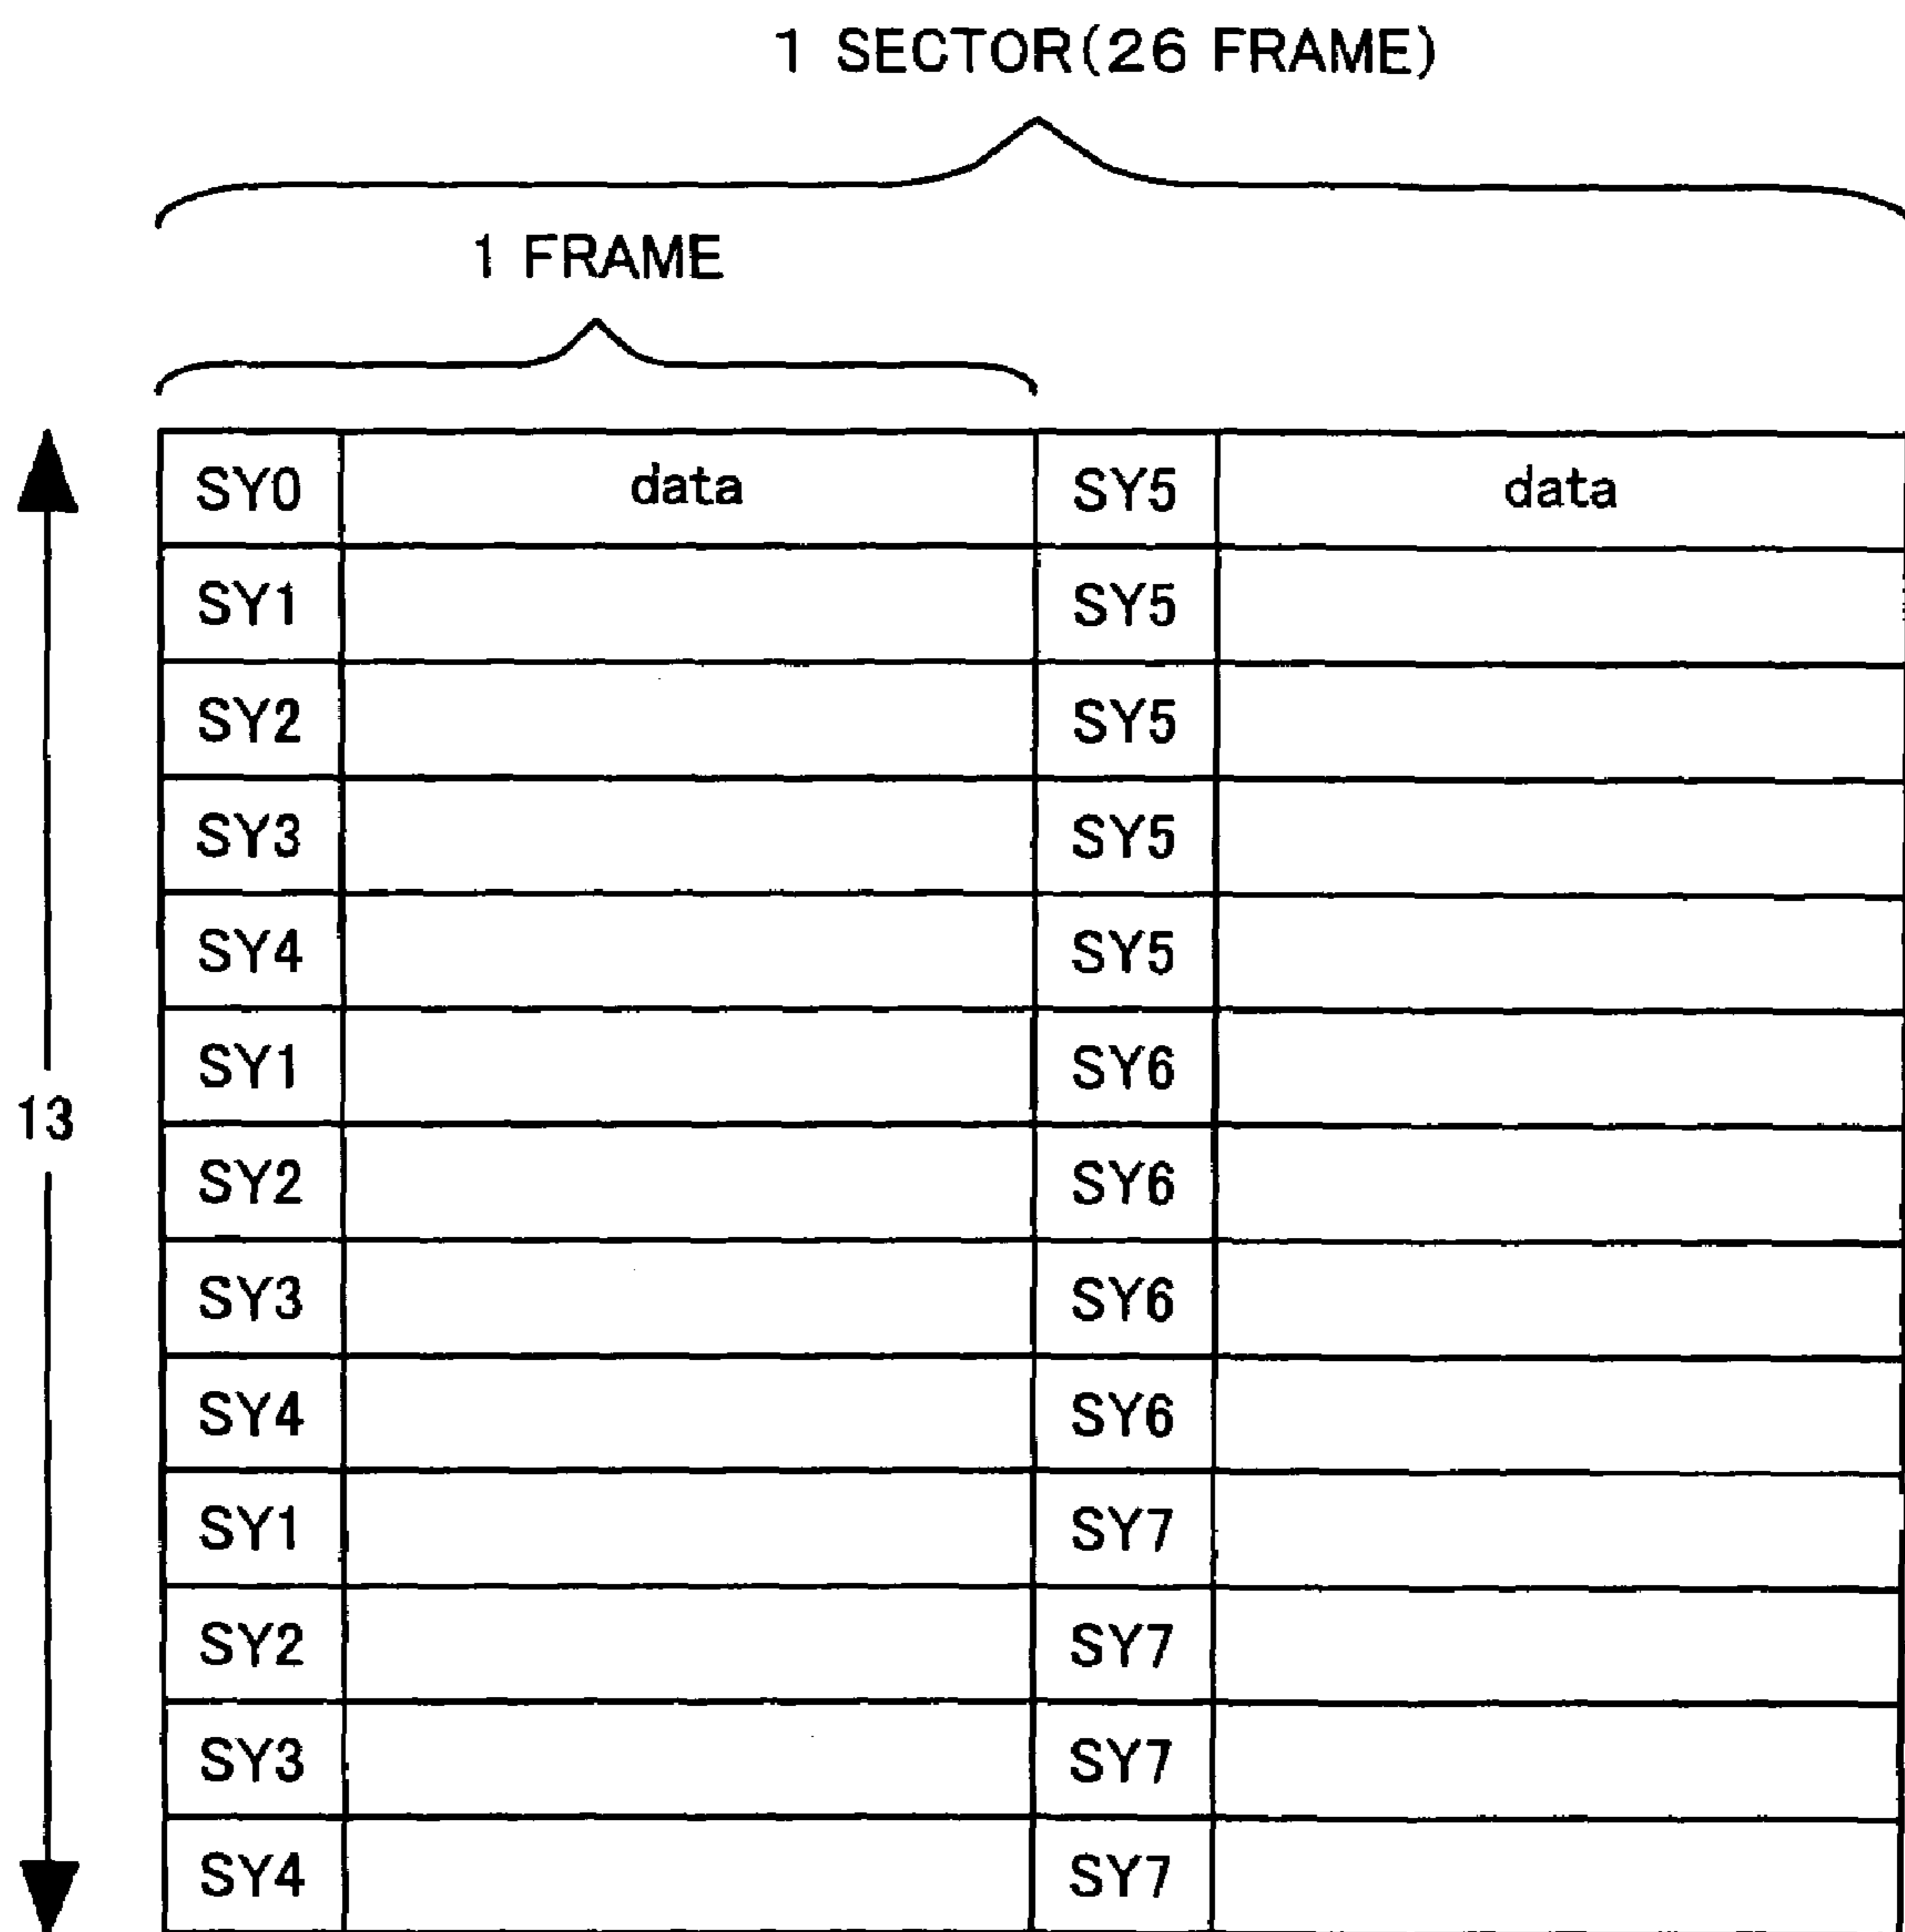 1 SECTOR(26 FRAME)
1 FRAME
SY0 data SY5 data
SY1 SY5
SY2 SY5
SY3 SY5
SY4 SY5
SY1 SY6
13
SY2 SY6
SY3 SY6
SY4 SY6
SY1 SY7
SY2 SY7
SY3 SY7
SY4 SY7